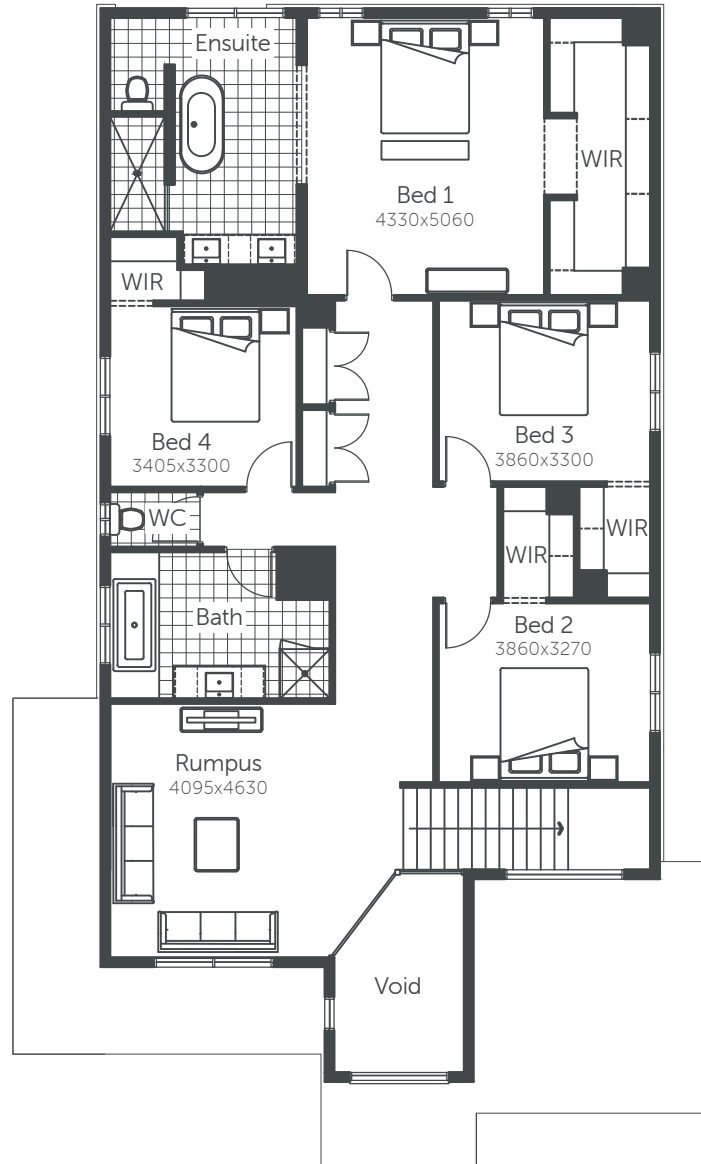 Ensuite
Bed 1
4330x5060
WIR
WIR
Bed 4
3405x3300
Bed 3
3860x3300
WC
WIR
WIR
Bath
Bed 2
3860x3270
Rumpus
4095x4630
Void